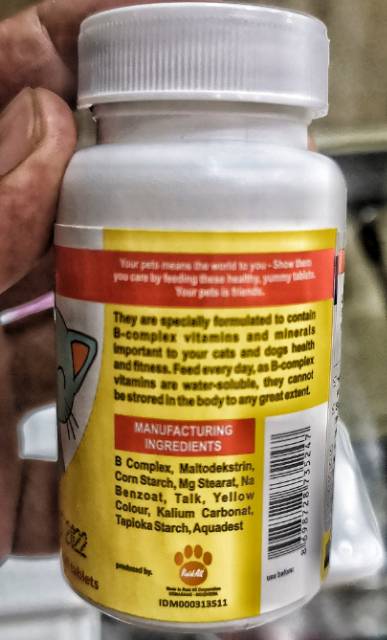 Your pets means the world to you - Show them
you care by feeding these healthy, yummy tablets.
Your pets is friends.
They are specially formulated to contain
B-complex vitamins and minerals
important to your cats and dogs health
and fitness. Feed every day, as B-complex
vitamins are water-soluble, they cannot
be strored in the body to any great extent.
MANUFACTURING
INGREDIENTS
B Complex, Maltodekstrin,
Corn Starch, Mg Stearat, Na
Benzoat, Talk, Yellow
Colour, Kalium Carbonat,
Tapioka Starch, Aquadest
tablets
produced by:
IDM000313511
use before:
8 698728 735247